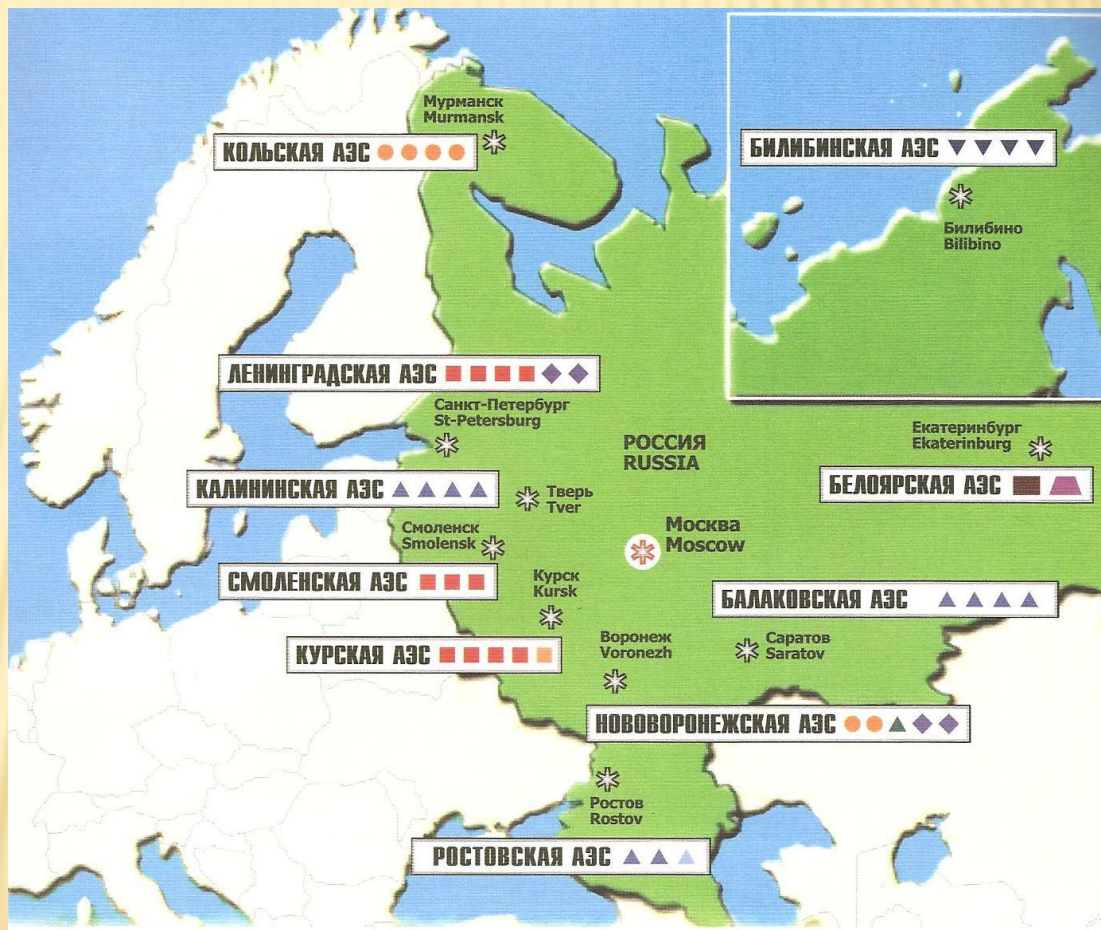 Мурманск
Murmansk
КОЛЬСКАЯ АЭС
БИЛИБИНСКАЯ АЭС
Билибино
Bilibino
ЛЕНИНГРАДСКАЯ АЭС
Санкт-Петербург
St-Petersburg
РОССИЯ
RUSSIA
Екатеринбург
Ekaterinburg
КАЛИНИНСКАЯ АЭС
Тверь
Tver
БЕЛОЯРСКАЯ АЭС
Смоленск
Smolensk
Москва
Moscow
СМОЛЕНСКАЯ АЭС
Курск
Kursk
БАЛАКОВСКАЯ АЭС
КУРСКАЯ АЭС
Воронеж
Voronezh
Саратов
Saratov
НОВОВОРОНЕЖСКАЯ АЭС
Ростов
Rostov
РОСТОВСКАЯ АЭС